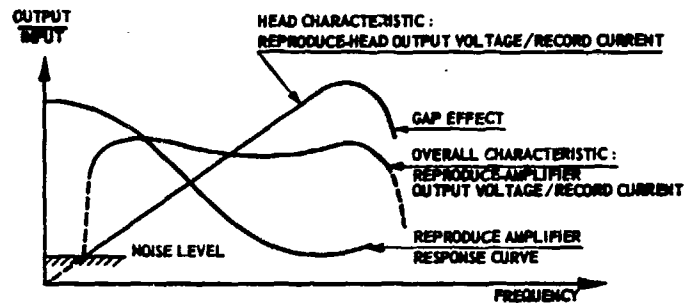 OUTPUT
INPUT
HEAD CHARACTERISTIC :
REPRODUCE-HEAD OUTPUT VOLTAGE/RECORD CURRENT
GAP EFFECT
OVERALL CHARACTERISTIC :
REPRODUCE-AMPLIFIER
OUTPUT VOLTAGE/RECORD CURRENT
NOISE LEVEL
REPRODUCE AMPLIFIER
RESPONSE CURVE
FREQUENCY